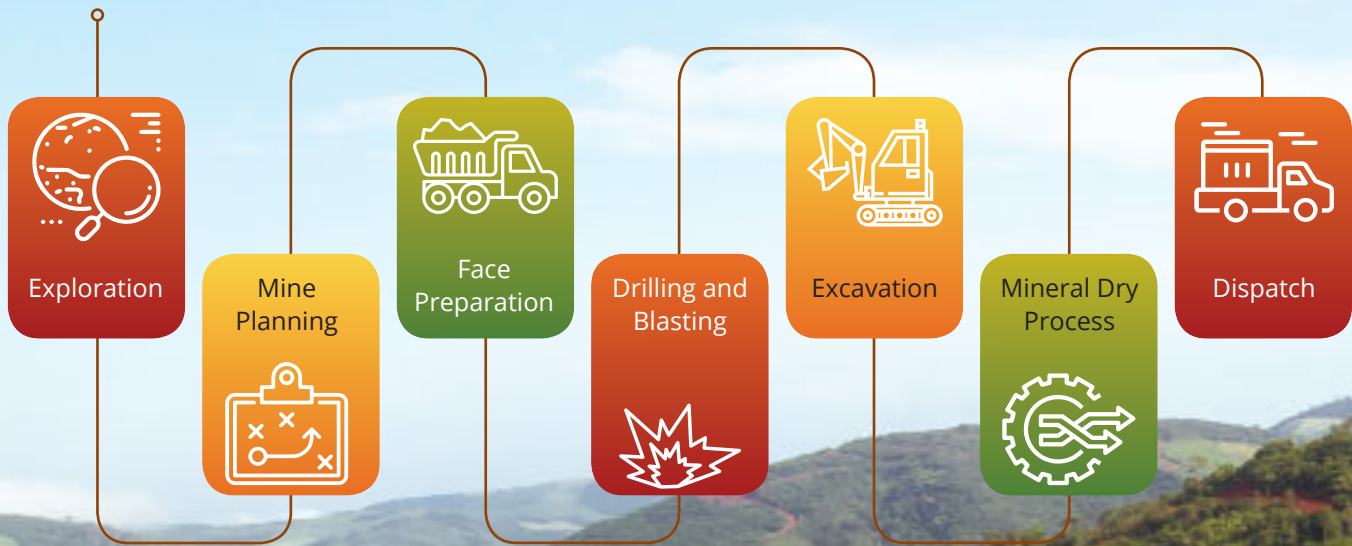 Exploration
Mine
Planning
Face
Preparation
Drilling and
Blasting
Excavation
Mineral Dry
Process
Dispatch